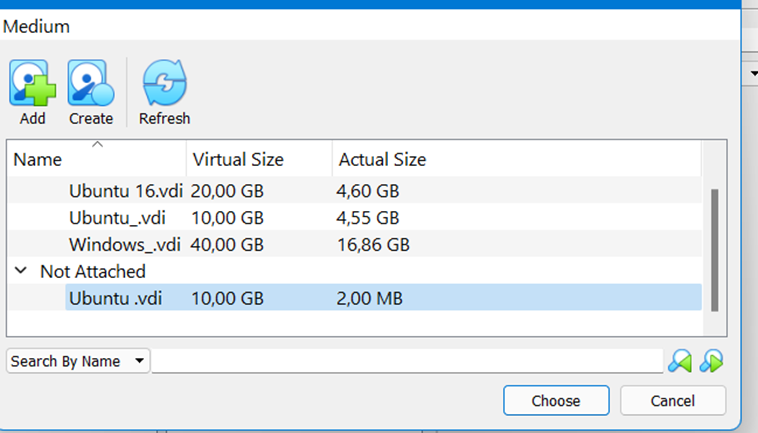 Medium
Add Create Refresh
Name Virtual Size Actual Size
Ubuntu 16.vdi 20,00 GB 4,60 GB
Ubuntu_.vdi 10,00 GB 4,55 GB
Windows_.vdi 40,00 GB 16,86 GB
Not Attached
Ubuntu .vdi 10,00 GB 2,00 MB
Search By Name
Choose Cancel